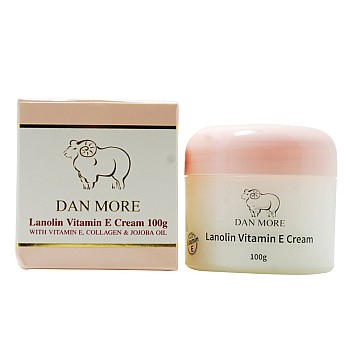 DAN MORE
Lanolin Vitamin E Cream 100g
WITH VITAMIN E, COLLAGEN & JOJOBA OIL
DAN MORE
Lanolin Vitamin E Cream
100g